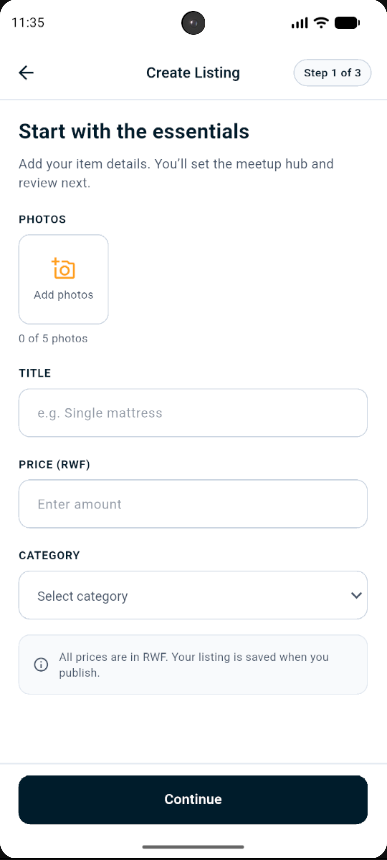 11:35
Create Listing
Step 1 of 3
Start with the essentials
Add your item details. You'll set the meetup hub and
review next.
PHOTOS
Add photos
0 of 5 photos
TITLE
e.g. Single mattress
PRICE (RWF)
Enter amount
CATEGORY
Select category
All prices are in RWF. Your listing is saved when you
publish.
Continue